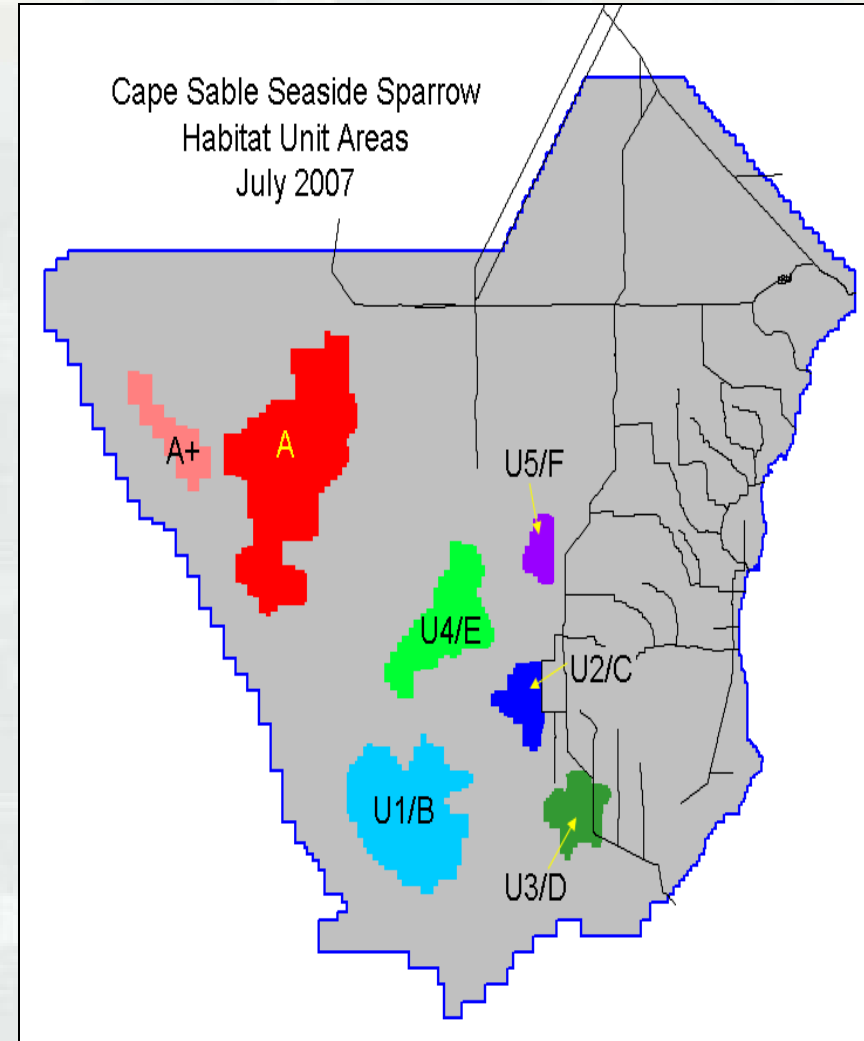 Cape Sable Seaside Sparrow
Habitat Unit Areas
July 2007
A+
A
U5/F
U4/E
U2/C
U1/B
U3/D